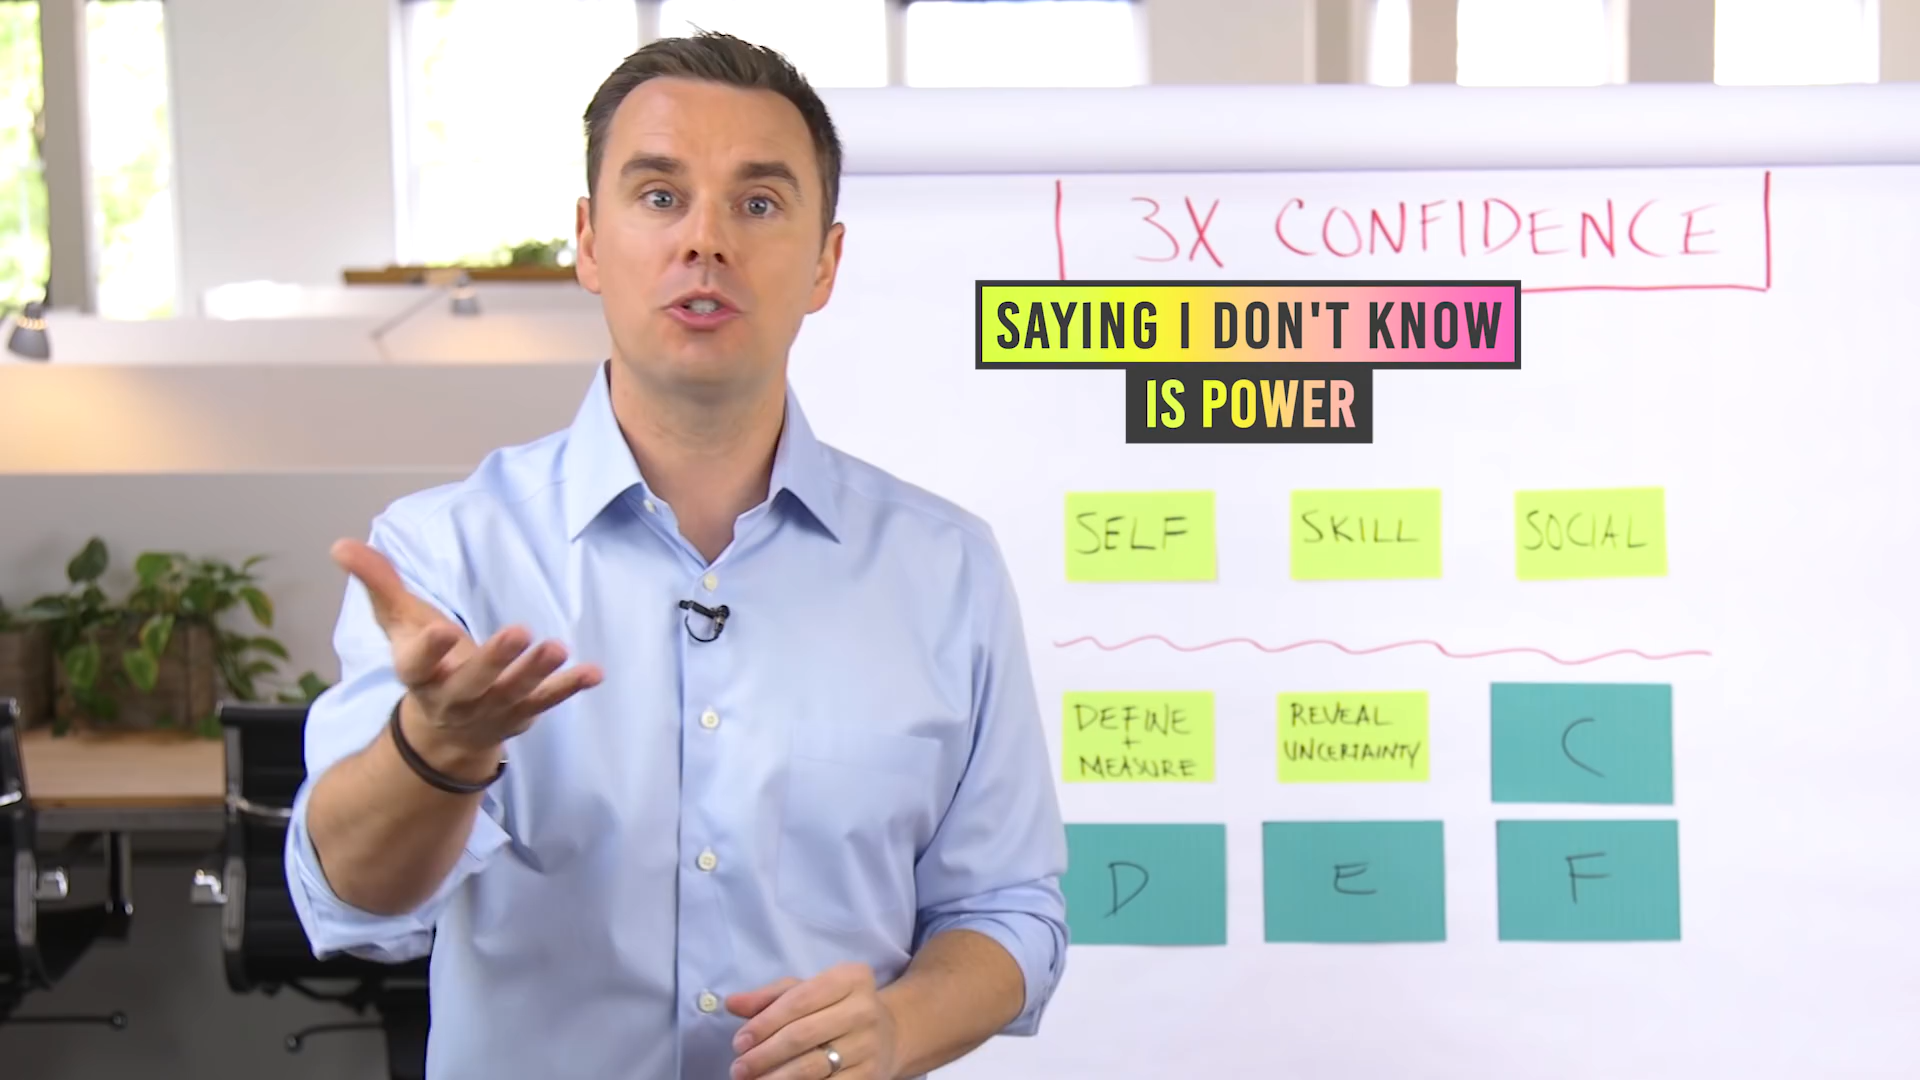 3X CONFIDENCE
SAYING I DON'T KNOW
IS POWER
SELF
SKILL
SOCIAL
DEFINE
+
MEASURE
REVEAL
UNCERTAINTY
C
D
E
F